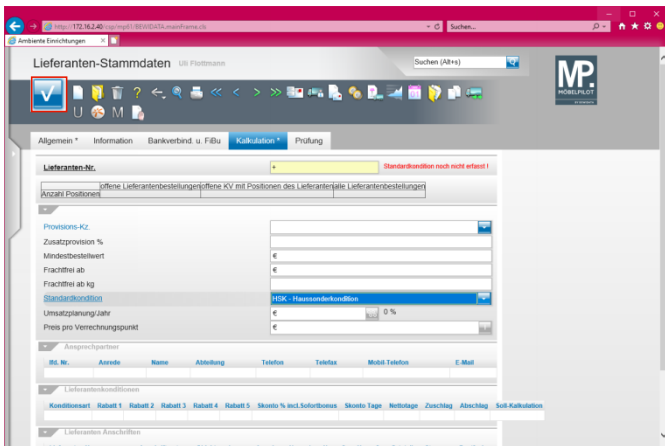 http://172.16.2.40/csp/mp61/BEWIDATA.mainFrame.cls
Suchen...
Ambiente Einrichtungen
Lieferanten-Stammdaten Uli Flottmann
Suchen (Alt+s)
MP.
MÖBELPILOT
U M
Allgemein * Information Bankverbind. u. FiBu Kalkulation * Prüfung
Lieferanten-Nr. + Standardkondition noch nicht erfasst !
offene Lieferantenbestellungen offene KV mit Positionen des Lieferanten alle Lieferantenbestellungen
Anzahl Positionen
Provisions-Kz.
Zusatzprovision %
Mindestbestellwert €
Frachtfrei ab €
Frachtfrei ab kg
Standardkondition HSK - Haussonderkondition
Umsatzplanung/Jahr € 0 %
Preis pro Verrechnungspunkt €
Ansprechpartner
lfd. Nr. Anrede Name Abteilung Telefon Telefax Mobil-Telefon E-Mail
Lieferantenkonditionen
Konditionsart Rabatt 1 Rabatt 2 Rabatt 3 Rabatt 4 Rabatt 5 Skonto % incl.Sofortbonus Skonto Tage Nettotage Zuschlag Abschlag Soll-Kalkulation
Lieferanten Anschriften